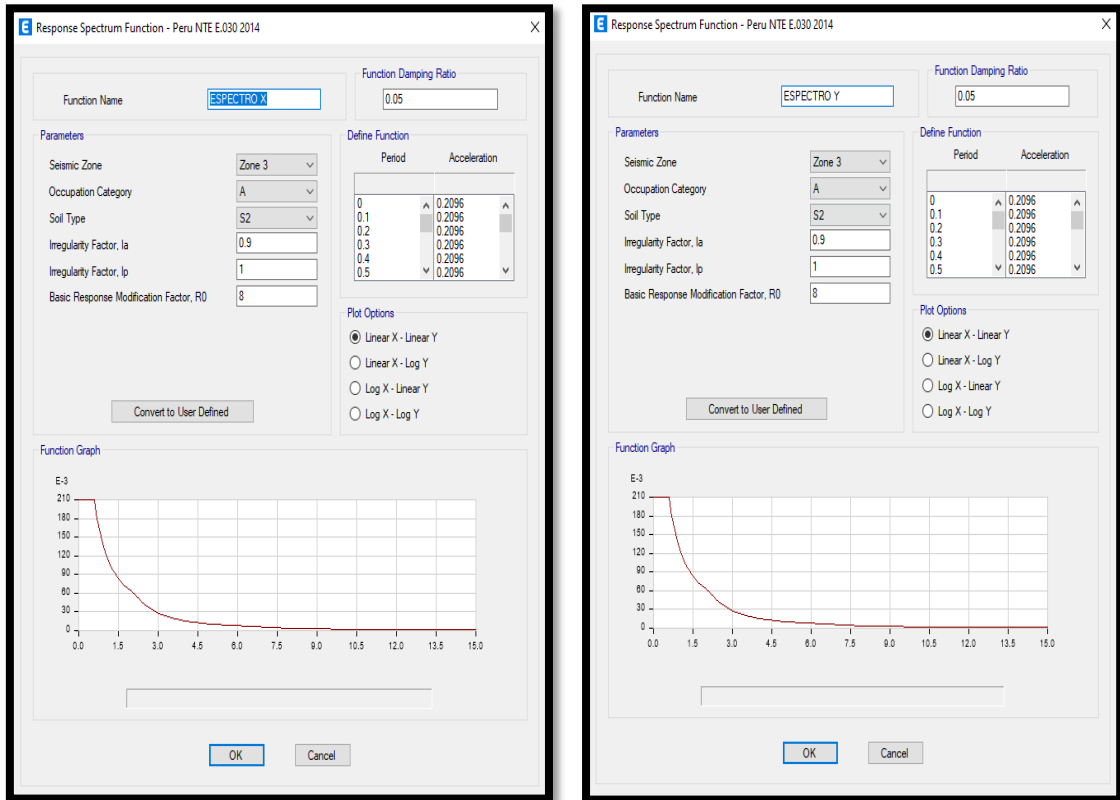 E Response Spectrum Function - Peru NTE E.030 2014 X
Function Name ESPECTRO X
Function Damping Ratio
0.05
Parameters
Seismic Zone Zone 3
Occupation Category A
Soil Type S2
Irregularity Factor, Ia 0.9
Irregularity Factor, Ip 1
Basic Response Modification Factor, R0 8
Convert to User Defined
Define Function
Period Acceleration
0 0.2096
0.1 0.2096
0.2 0.2096
0.3 0.2096
0.4 0.2096
0.5 0.2096
Plot Options
Linear X - Linear Y
Linear X - Log Y
Log X - Linear Y
Log X - Log Y
Function Graph
E-3
210
180
150
120
90
60
30
0
0.0 1.5 3.0 4.5 6.0 7.5 9.0 10.5 12.0 13.5 15.0
OK Cancel
E Response Spectrum Function - Peru NTE E.030 2014 X
Function Name ESPECTRO Y
Function Damping Ratio
0.05
Parameters
Seismic Zone Zone 3
Occupation Category A
Soil Type S2
Irregularity Factor, Ia 0.9
Irregularity Factor, Ip 1
Basic Response Modification Factor, R0 8
Convert to User Defined
Define Function
Period Acceleration
0 0.2096
0.1 0.2096
0.2 0.2096
0.3 0.2096
0.4 0.2096
0.5 0.2096
Plot Options
Linear X - Linear Y
Linear X - Log Y
Log X - Linear Y
Log X - Log Y
Function Graph
E-3
210
180
150
120
90
60
30
0
0.0 1.5 3.0 4.5 6.0 7.5 9.0 10.5 12.0 13.5 15.0
OK Cancel